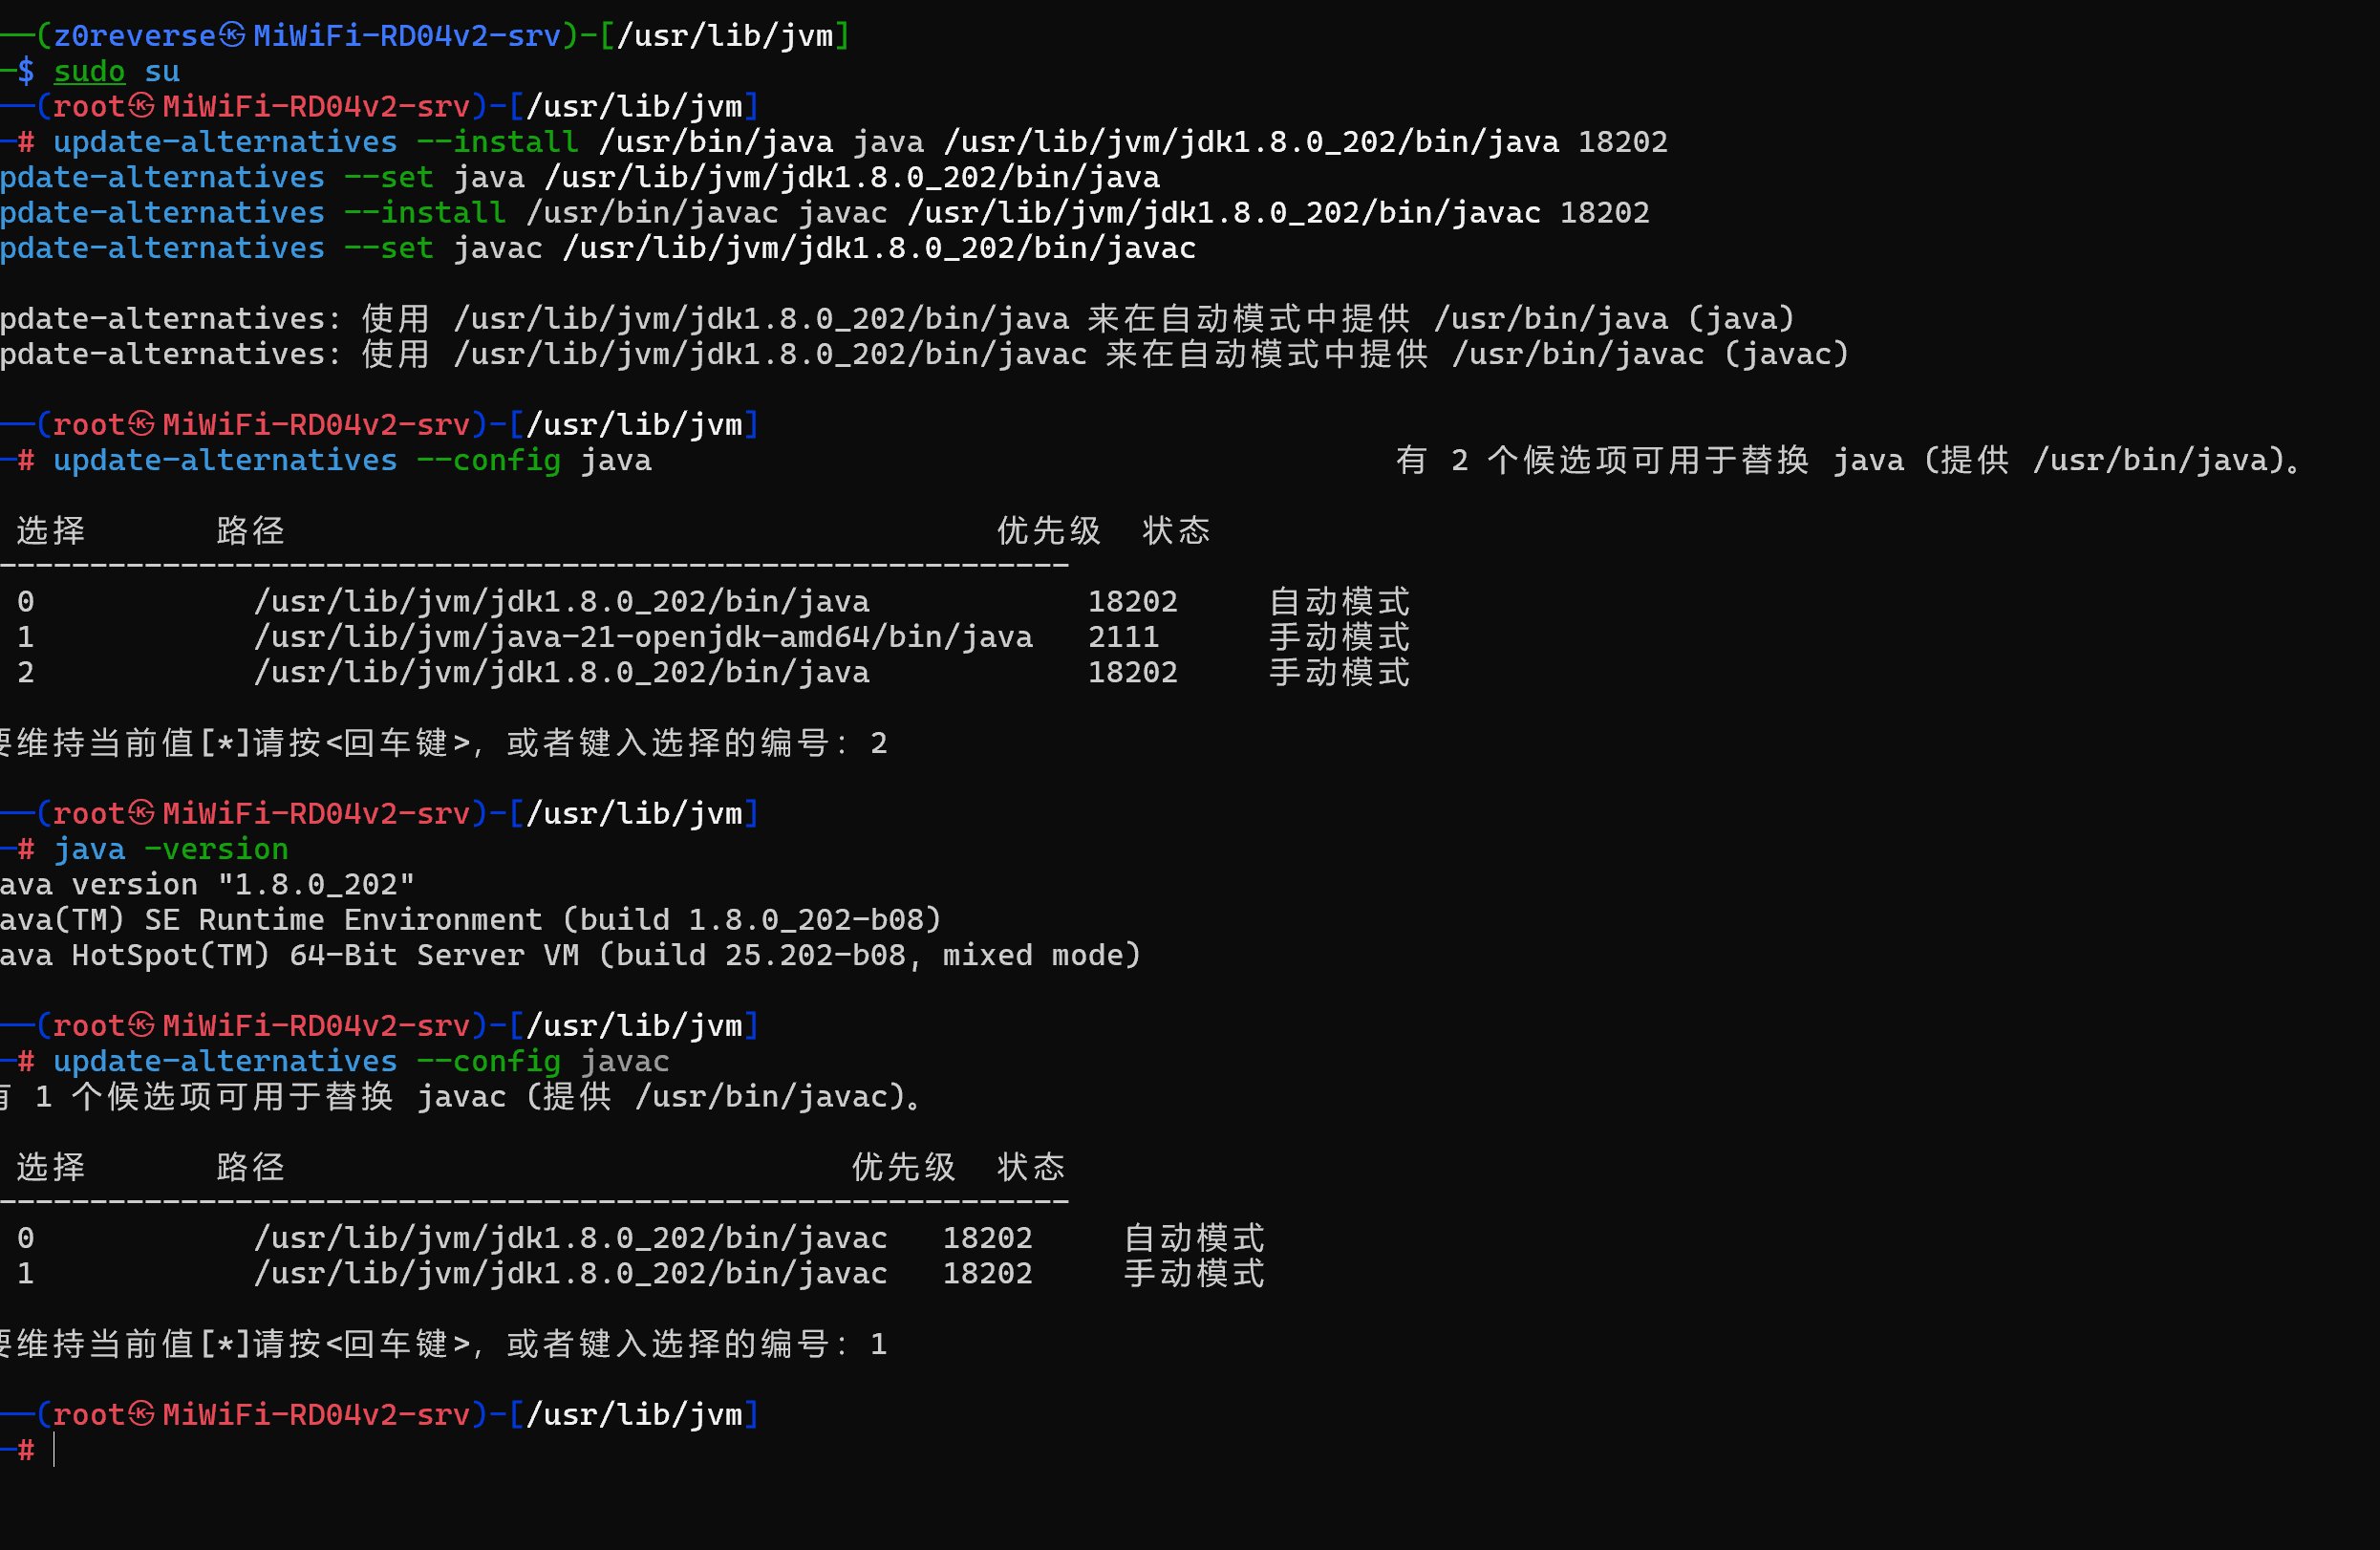 ──(z0reverse㉿MiWiFi-RD04v2-srv)-[/usr/lib/jvm]
─$ sudo su
──(root㉿MiWiFi-RD04v2-srv)-[/usr/lib/jvm]
─# update-alternatives --install /usr/bin/java java /usr/lib/jvm/jdk1.8.0_202/bin/java 18202
pdate-alternatives --set java /usr/lib/jvm/jdk1.8.0_202/bin/java
pdate-alternatives --install /usr/bin/javac javac /usr/lib/jvm/jdk1.8.0_202/bin/javac 18202
pdate-alternatives --set javac /usr/lib/jvm/jdk1.8.0_202/bin/javac
pdate-alternatives: 使用 /usr/lib/jvm/jdk1.8.0_202/bin/java 来在自动模式中提供 /usr/bin/java (java)
pdate-alternatives: 使用 /usr/lib/jvm/jdk1.8.0_202/bin/javac 来在自动模式中提供 /usr/bin/javac (javac)
──(root㉿MiWiFi-RD04v2-srv)-[/usr/lib/jvm]
─# update-alternatives --config java 有 2 个候选项可用于替换 java (提供 /usr/bin/java)。
选择 路径 优先级 状态
------------------------------------------------------------
0 /usr/lib/jvm/jdk1.8.0_202/bin/java 18202 自动模式
1 /usr/lib/jvm/java-21-openjdk-amd64/bin/java 2111 手动模式
2 /usr/lib/jvm/jdk1.8.0_202/bin/java 18202 手动模式
要维持当前值[*]请按<回车键>，或者键入选择的编号：2
──(root㉿MiWiFi-RD04v2-srv)-[/usr/lib/jvm]
─# java -version
ava version "1.8.0_202"
ava(TM) SE Runtime Environment (build 1.8.0_202-b08)
ava HotSpot(TM) 64-Bit Server VM (build 25.202-b08, mixed mode)
──(root㉿MiWiFi-RD04v2-srv)-[/usr/lib/jvm]
─# update-alternatives --config javac
有 1 个候选项可用于替换 javac (提供 /usr/bin/javac)。
选择 路径 优先级 状态
------------------------------------------------------------
0 /usr/lib/jvm/jdk1.8.0_202/bin/javac 18202 自动模式
1 /usr/lib/jvm/jdk1.8.0_202/bin/javac 18202 手动模式
要维持当前值[*]请按<回车键>，或者键入选择的编号：1
──(root㉿MiWiFi-RD04v2-srv)-[/usr/lib/jvm]
─#